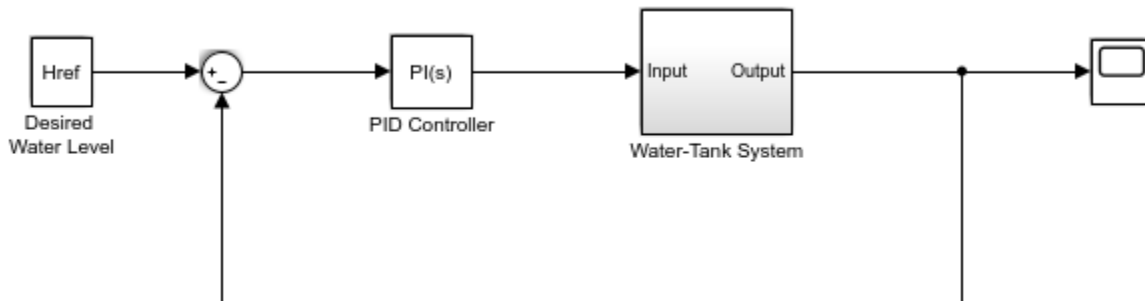 Href
Desired
Water Level
+
−
PI(s)
PID Controller
Input
Output
Water-Tank System